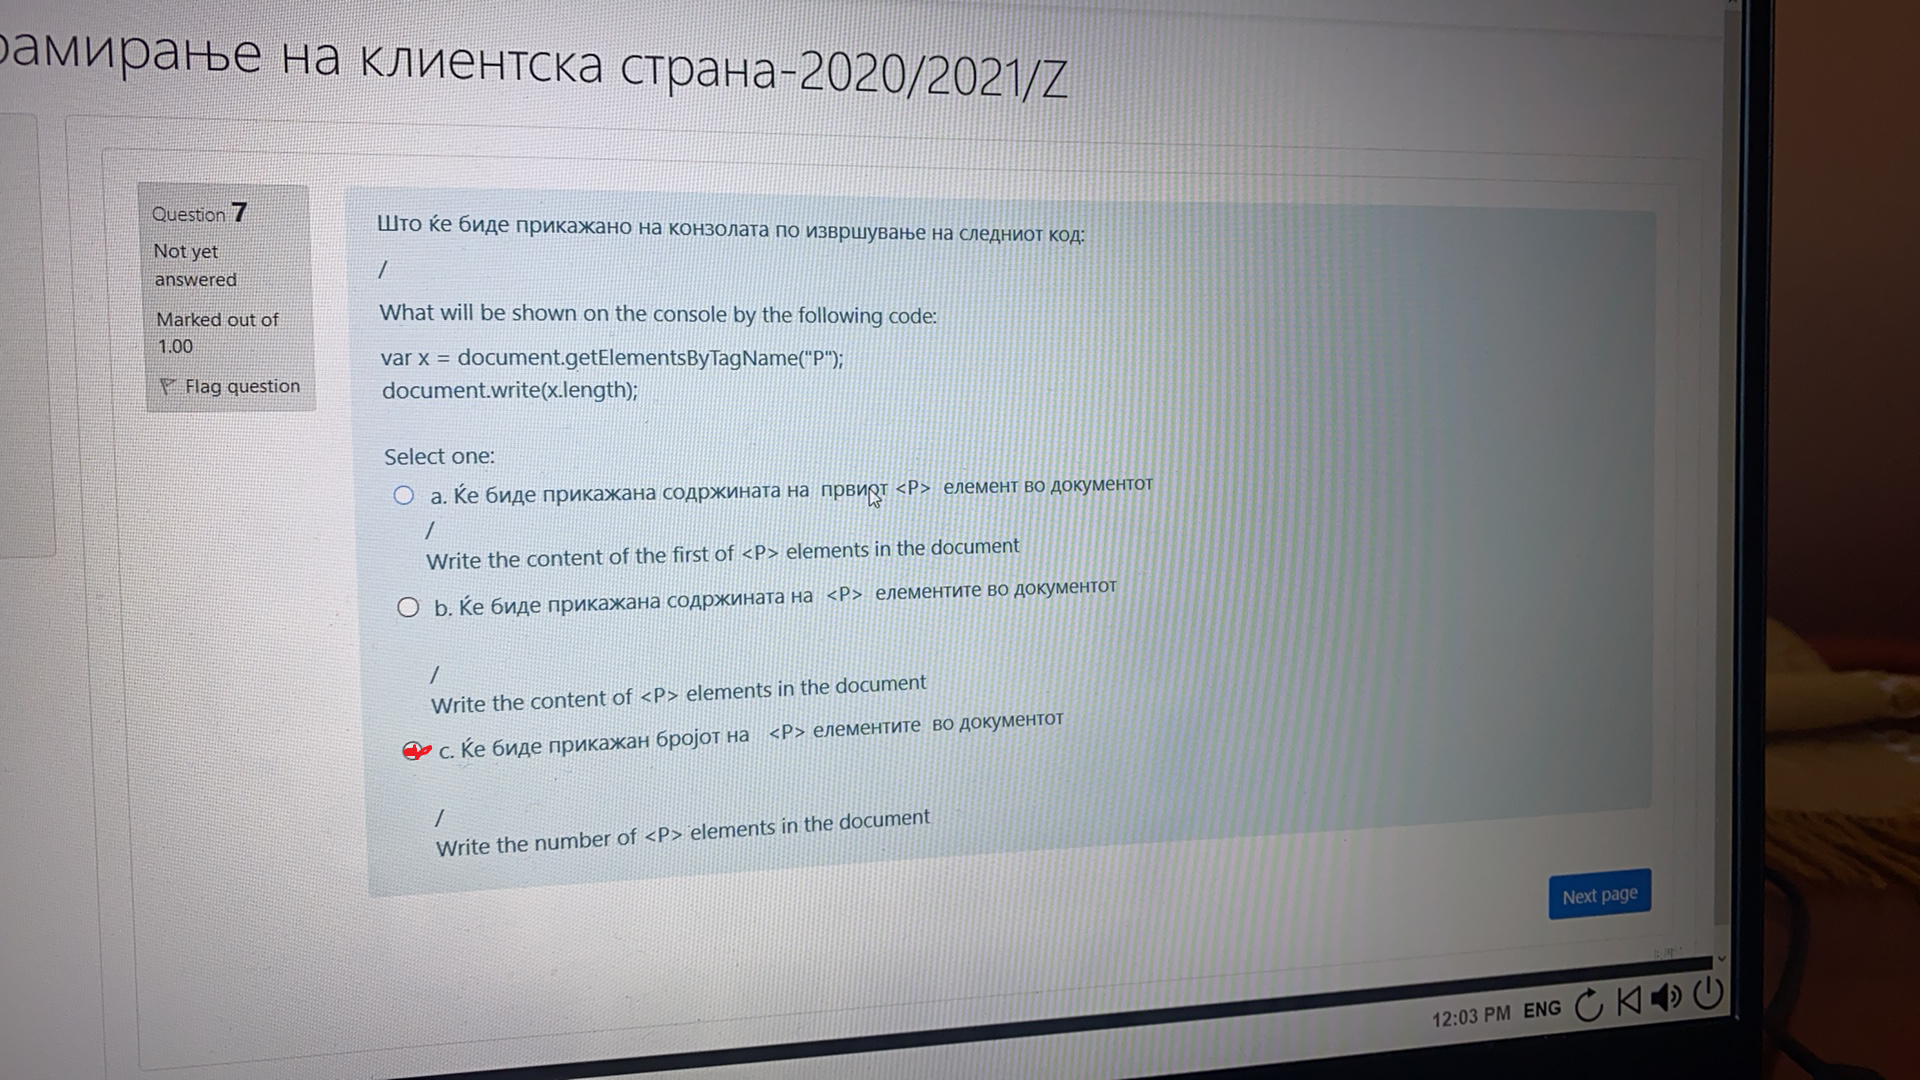 рамирање на клиентска страна-2020/2021/Z
Question 7
Not yet
answered
Marked out of
1.00
Flag question
Што ќе биде прикажано на конзолата по извршување на следниот код:
/
What will be shown on the console by the following code:
var x = document.getElementsByTagName("P");
document.write(x.length);
Select one:
a. Ќе биде прикажана содржината на првиот <P> елемент во документот
/
Write the content of the first of <P> elements in the document
b. Ќе биде прикажана содржината на <P> елементите во документот
/
Write the content of <P> elements in the document
c. Ќе биде прикажан бројот на <P> елементите во документот
/
Write the number of <P> elements in the document
Next page
12:03 PM ENG